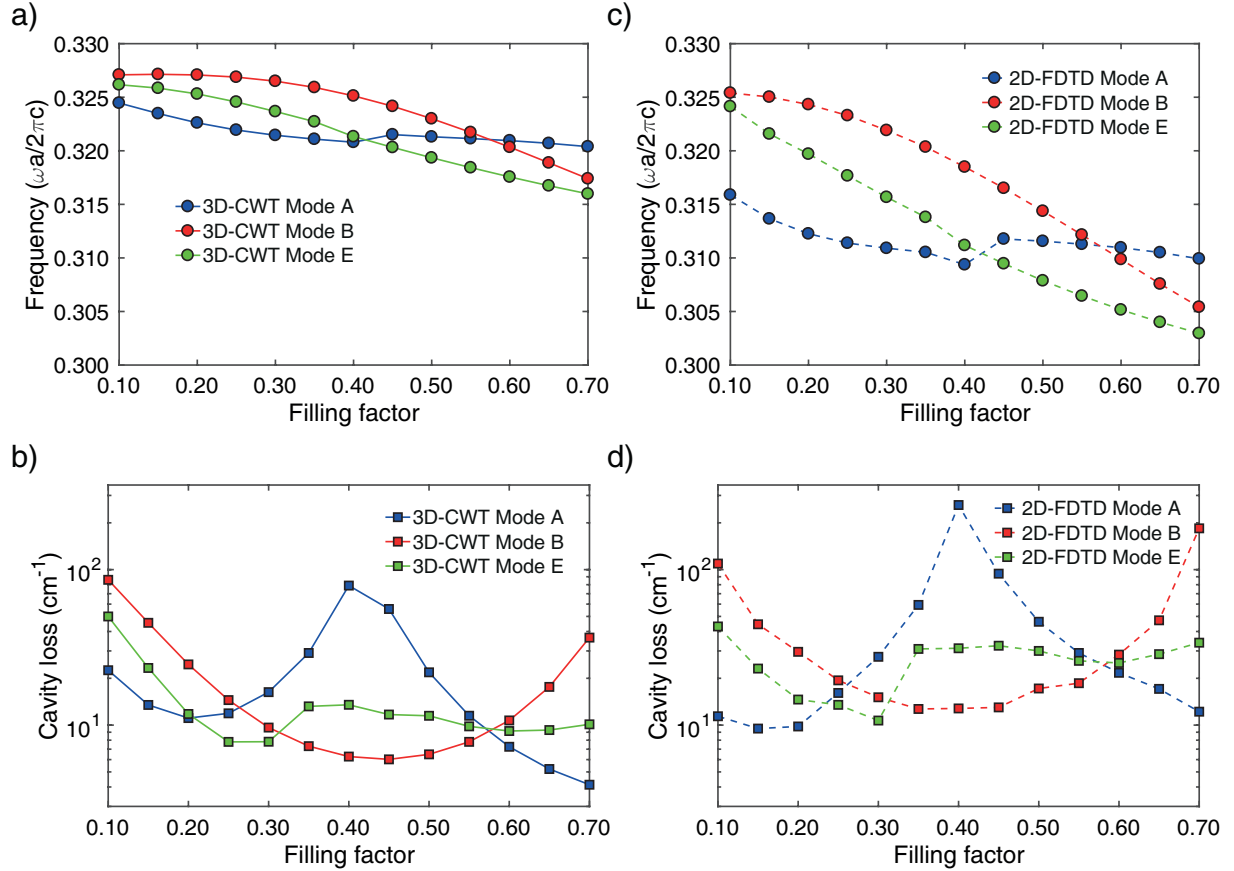 a)
0.330
0.325
0.320
0.315
0.310
0.305
0.300
Frequency (ωa/2πc)
3D-CWT Mode A
3D-CWT Mode B
3D-CWT Mode E
0.10 0.20 0.30 0.40 0.50 0.60 0.70
Filling factor
c)
0.330
0.325
0.320
0.315
0.310
0.305
0.300
Frequency (ωa/2πc)
2D-FDTD Mode A
2D-FDTD Mode B
2D-FDTD Mode E
0.10 0.20 0.30 0.40 0.50 0.60 0.70
Filling factor
b)
10²
10¹
Cavity loss (cm⁻¹)
3D-CWT Mode A
3D-CWT Mode B
3D-CWT Mode E
0.10 0.20 0.30 0.40 0.50 0.60 0.70
Filling factor
d)
10²
10¹
Cavity loss (cm⁻¹)
2D-FDTD Mode A
2D-FDTD Mode B
2D-FDTD Mode E
0.10 0.20 0.30 0.40 0.50 0.60 0.70
Filling factor